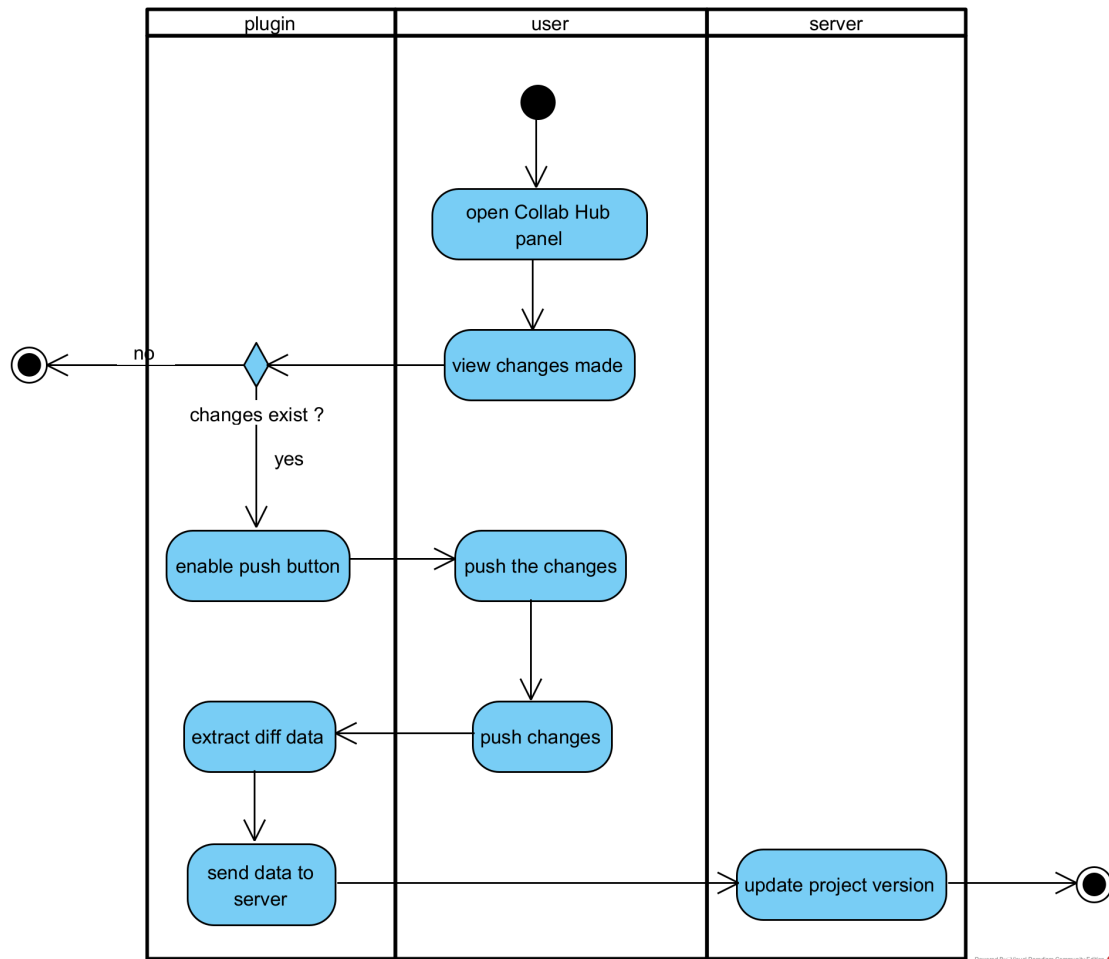 plugin
user
server
open Collab Hub
panel
view changes made
no
changes exist ?
yes
enable push button
push the changes
extract diff data
push changes
send data to
server
update project version